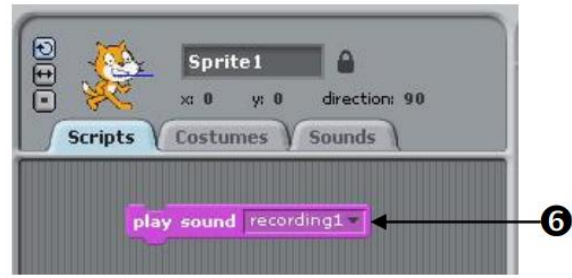 Sprite1
x: 0 y: 0 direction: 90
Scripts Costumes Sounds
play sound recording1
6